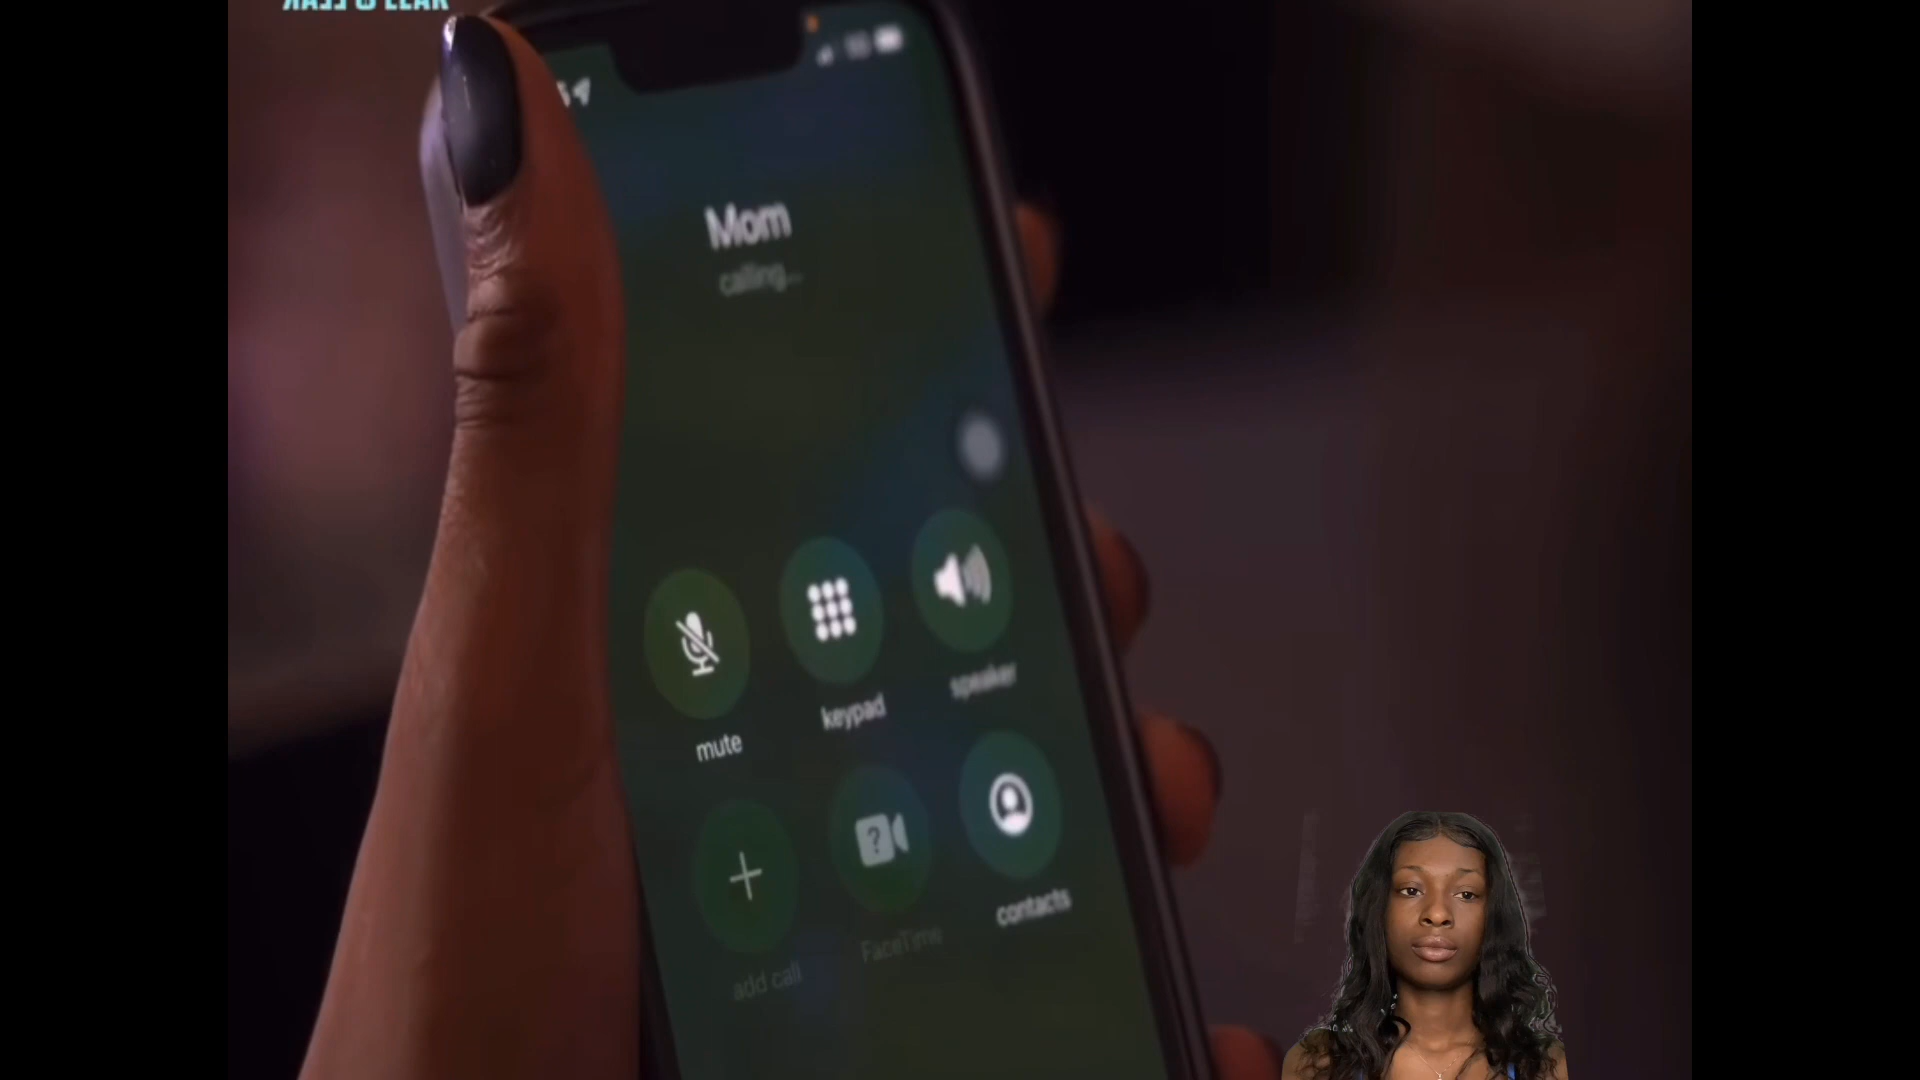 Mom
calling...
mute
keypad
speaker
add call
FaceTime
contacts